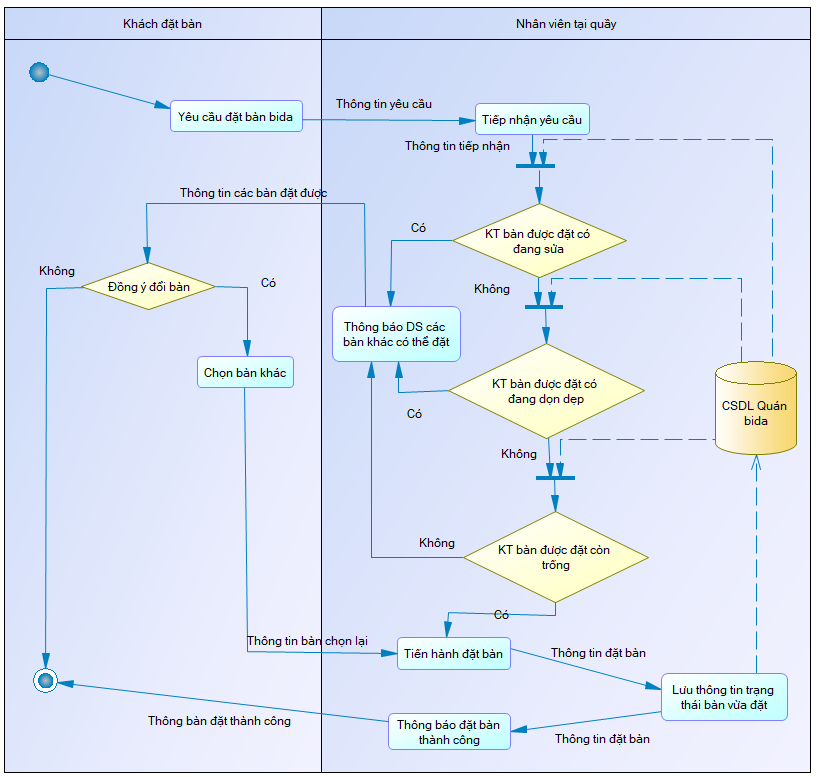 Khách đặt bàn
Nhân viên tại quầy
Yêu cầu đặt bàn bida
Thông tin yêu cầu
Tiếp nhận yêu cầu
Thông tin tiếp nhận
Thông tin các bàn đặt được
KT bàn được đặt có
đang sửa
Có
Không
Đồng ý đổi bàn
Không
Có
Thông báo DS các
bàn khác có thể đặt
Chọn bàn khác
KT bàn được đặt có
đang dọn dẹp
Có
Không
CSDL Quán
bida
KT bàn được đặt còn
trống
Không
Có
Thông tin bàn chọn lại
Tiến hành đặt bàn
Thông tin đặt bàn
Lưu thông tin trạng
thái bàn vừa đặt
Thông bàn đặt thành công
Thông báo đặt bàn
thành công
Thông tin đặt bàn